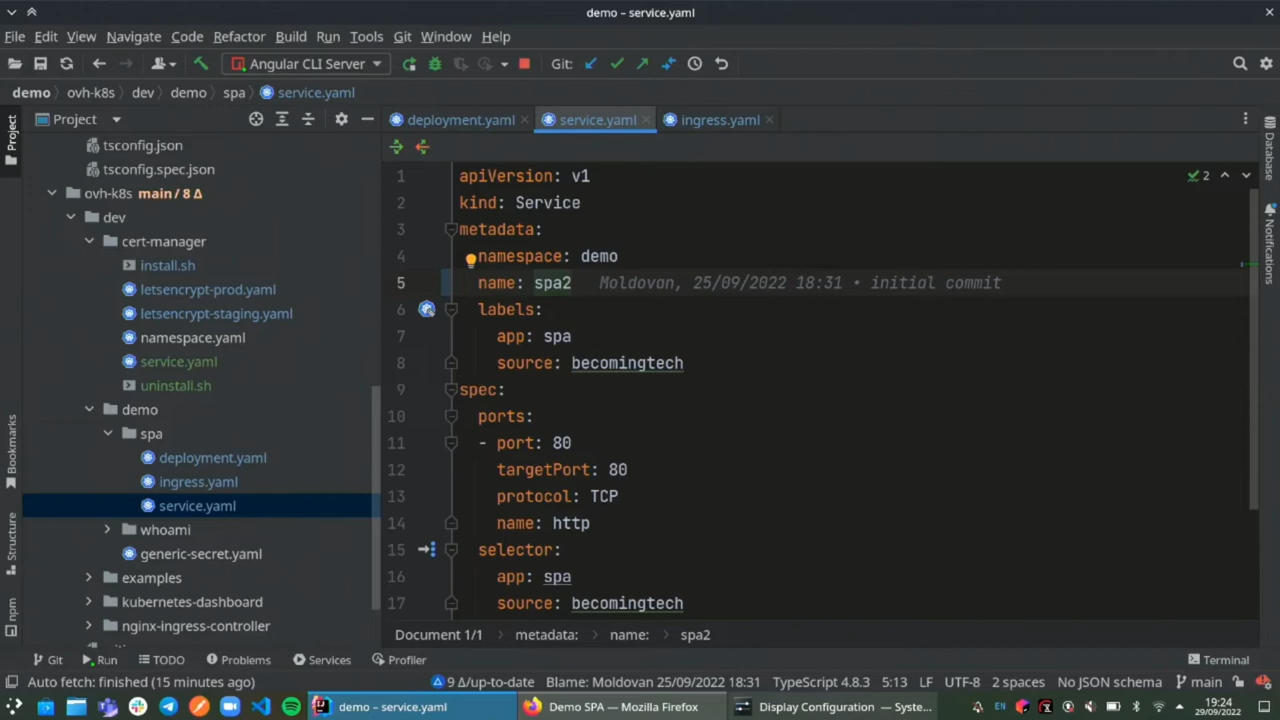 demo – service.yaml
File Edit View Navigate Code Refactor Build Run Tools Git Window Help
Angular CLI Server Git:
demo ovh-k8s dev demo spa service.yaml
Project
deployment.yaml service.yaml ingress.yaml
Project
Bookmarks
Structure
npm
Database
Notifications
tsconfig.json
tsconfig.spec.json
ovh-k8s main / 8 Δ
dev
cert-manager
install.sh
letsencrypt-prod.yaml
letsencrypt-staging.yaml
namespace.yaml
service.yaml
uninstall.sh
demo
spa
deployment.yaml
ingress.yaml
service.yaml
whoami
generic-secret.yaml
examples
kubernetes-dashboard
nginx-ingress-controller
2
1 apiVersion: v1
2 kind: Service
3 metadata:
4 namespace: demo
5 name: spa2 Moldovan, 25/09/2022 18:31 • initial commit
6 labels:
7 app: spa
8 source: becomingtech
9 spec:
10 ports:
11 - port: 80
12 targetPort: 80
13 protocol: TCP
14 name: http
15 selector:
16 app: spa
17 source: becomingtech
Document 1/1 metadata: name: spa2
Git Run TODO Problems Services Profiler Terminal
Auto fetch: finished (15 minutes ago) 9 Δ/up-to-date Blame: Moldovan 25/09/2022 18:31 TypeScript 4.8.3 5:13 LF UTF-8 2 spaces No JSON schema main
demo – service.yaml Demo SPA — Mozilla Firefox Display Configuration — Syste... EN 19:24
29/09/2022